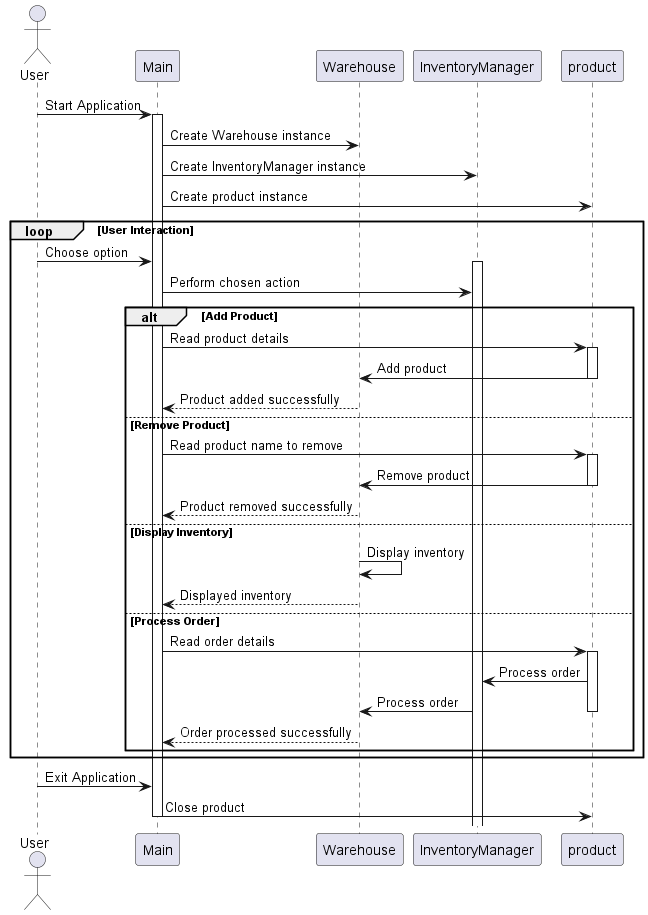 User
Main
Warehouse
InventoryManager
product
Start Application
Create Warehouse instance
Create InventoryManager instance
Create product instance
loop [User Interaction]
Choose option
Perform chosen action
alt [Add Product]
Read product details
Add product
Product added successfully
[Remove Product]
Read product name to remove
Remove product
Product removed successfully
[Display Inventory]
Display inventory
Displayed inventory
[Process Order]
Read order details
Process order
Process order
Order processed successfully
Exit Application
Close product
User
Main
Warehouse
InventoryManager
product